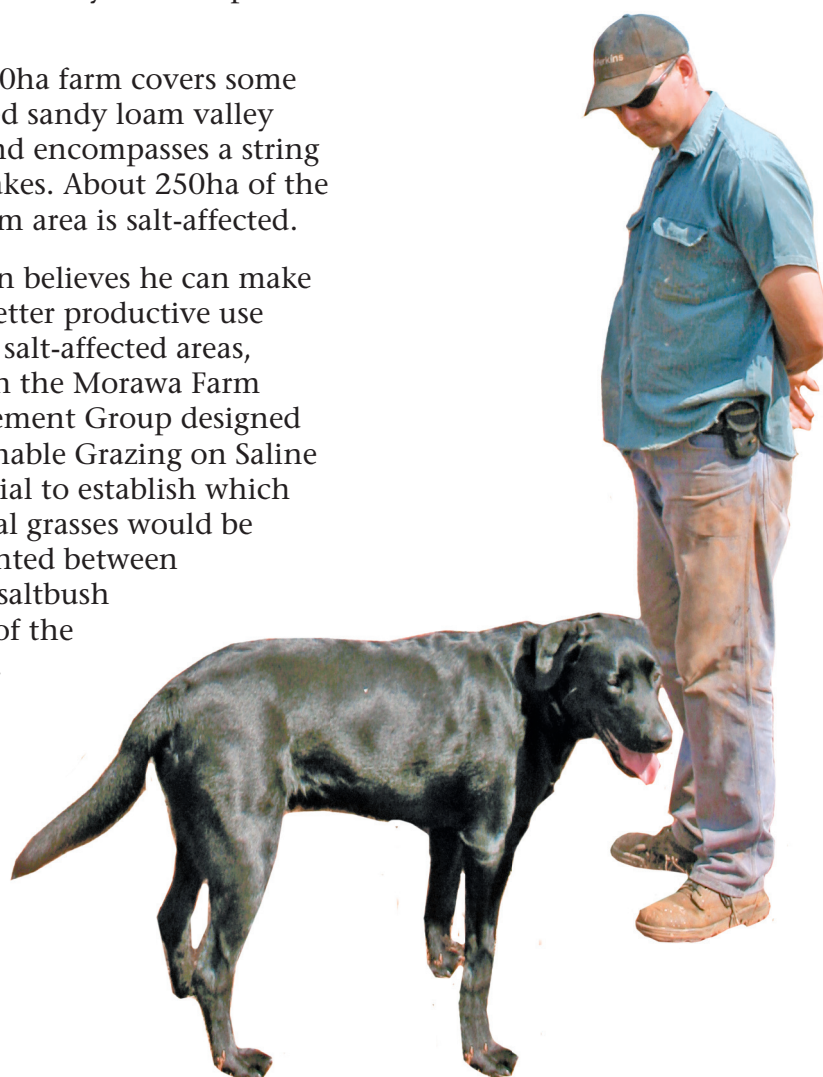 0ha farm covers some
d sandy loam valley
nd encompasses a string
akes. About 250ha of the
m area is salt-affected.
n believes he can make
etter productive use
salt-affected areas,
n the Morawa Farm
ement Group designed
nable Grazing on Saline
ial to establish which
al grasses would be
nted between
saltbush
of the